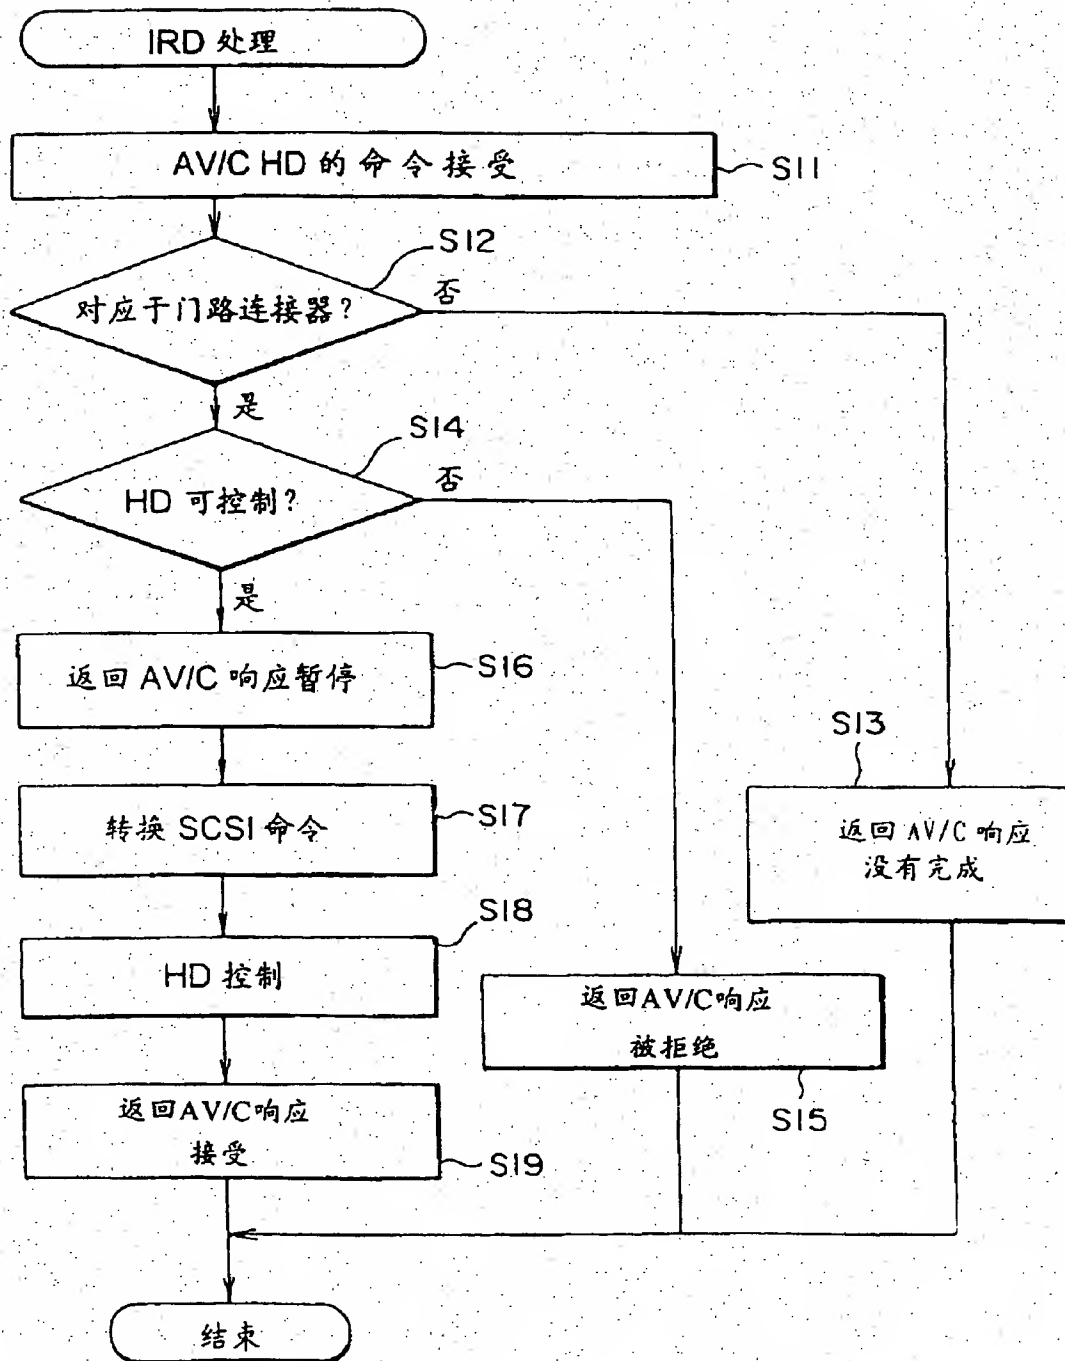 IRD 处理
AV/C HD 的命令接受
S11
S12
对应于门路连接器?
否
是
S14
HD 可控制?
否
是
返回 AV/C 响应暂停
S16
S13
转换 SCSI 命令
S17
返回 AV/C 响应
没有完成
S18
HD 控制
返回AV/C响应
被拒绝
S15
返回AV/C响应
接受
S19
结束